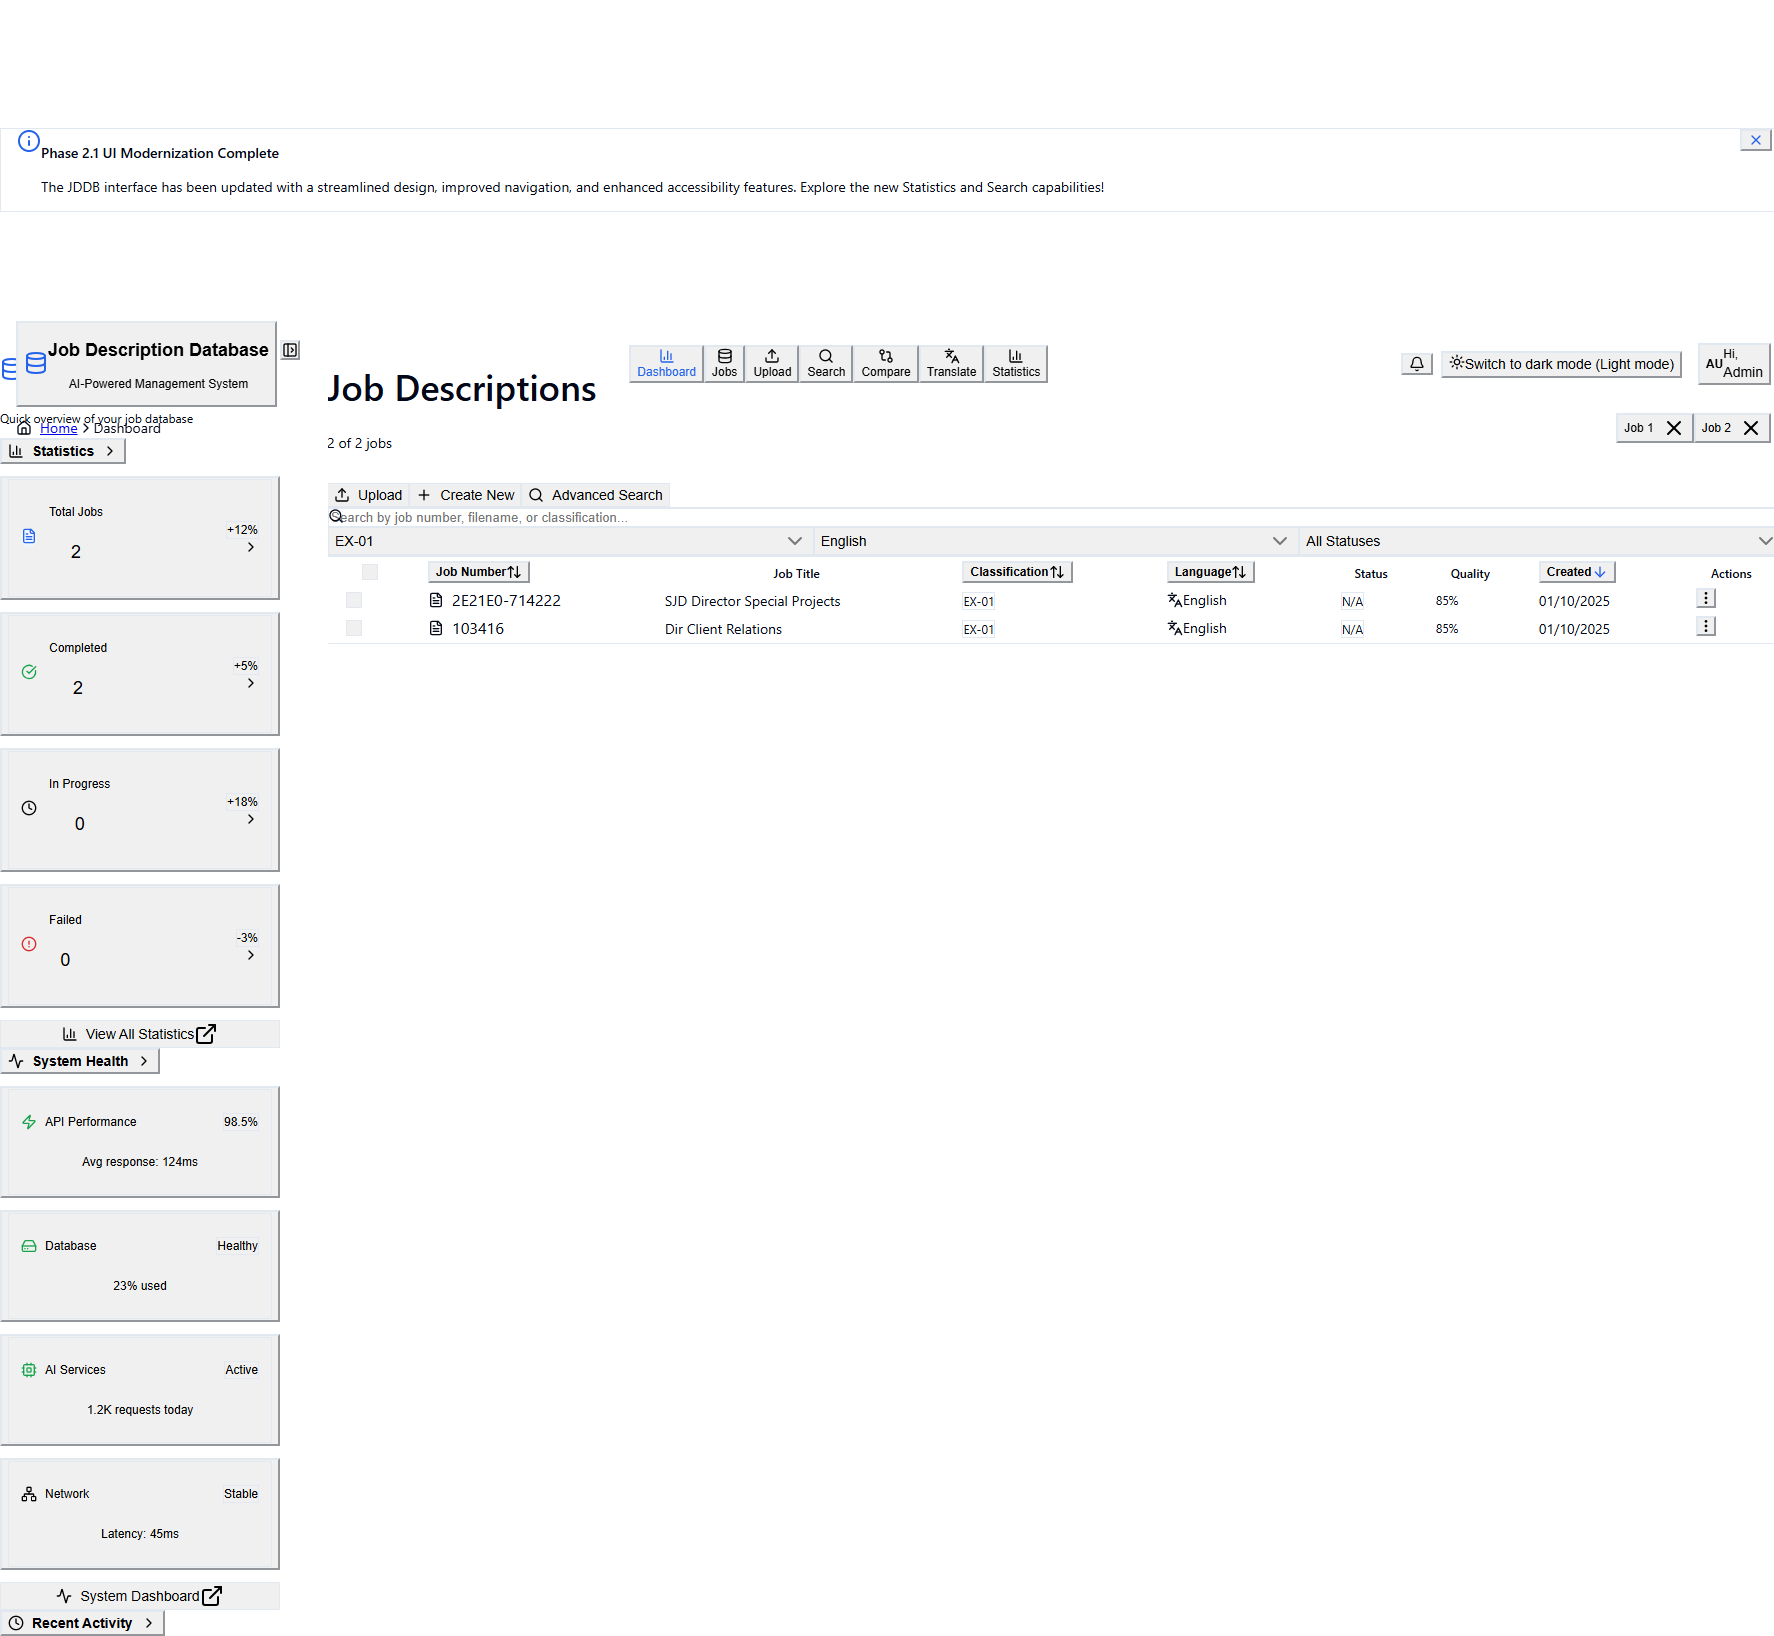 Phase 2.1 UI Modernization Complete
The JDDB interface has been updated with a streamlined design, improved navigation, and enhanced accessibility features. Explore the new Statistics and Search capabilities!
Job Description Database
AI-Powered Management System
Dashboard
Jobs
Upload
Search
Compare
Translate
Statistics
Switch to dark mode (Light mode)
AU
Hi,
Admin
Quick overview of your job database
Home
Dashboard
Job 1
Job 2
Job Descriptions
2 of 2 jobs
Statistics
Total Jobs
2
+12%
Completed
2
+5%
In Progress
0
+18%
Failed
0
-3%
View All Statistics
System Health
API Performance 98.5%
Avg response: 124ms
Database Healthy
23% used
AI Services Active
1.2K requests today
Network Stable
Latency: 45ms
System Dashboard
Recent Activity
Upload Create New Advanced Search
Search by job number, filename, or classification...
EX-01 English All Statuses
Job Number Job Title Classification Language Status Quality Created Actions
2E21E0-714222 SJD Director Special Projects EX-01 English N/A 85% 01/10/2025
103416 Dir Client Relations EX-01 English N/A 85% 01/10/2025